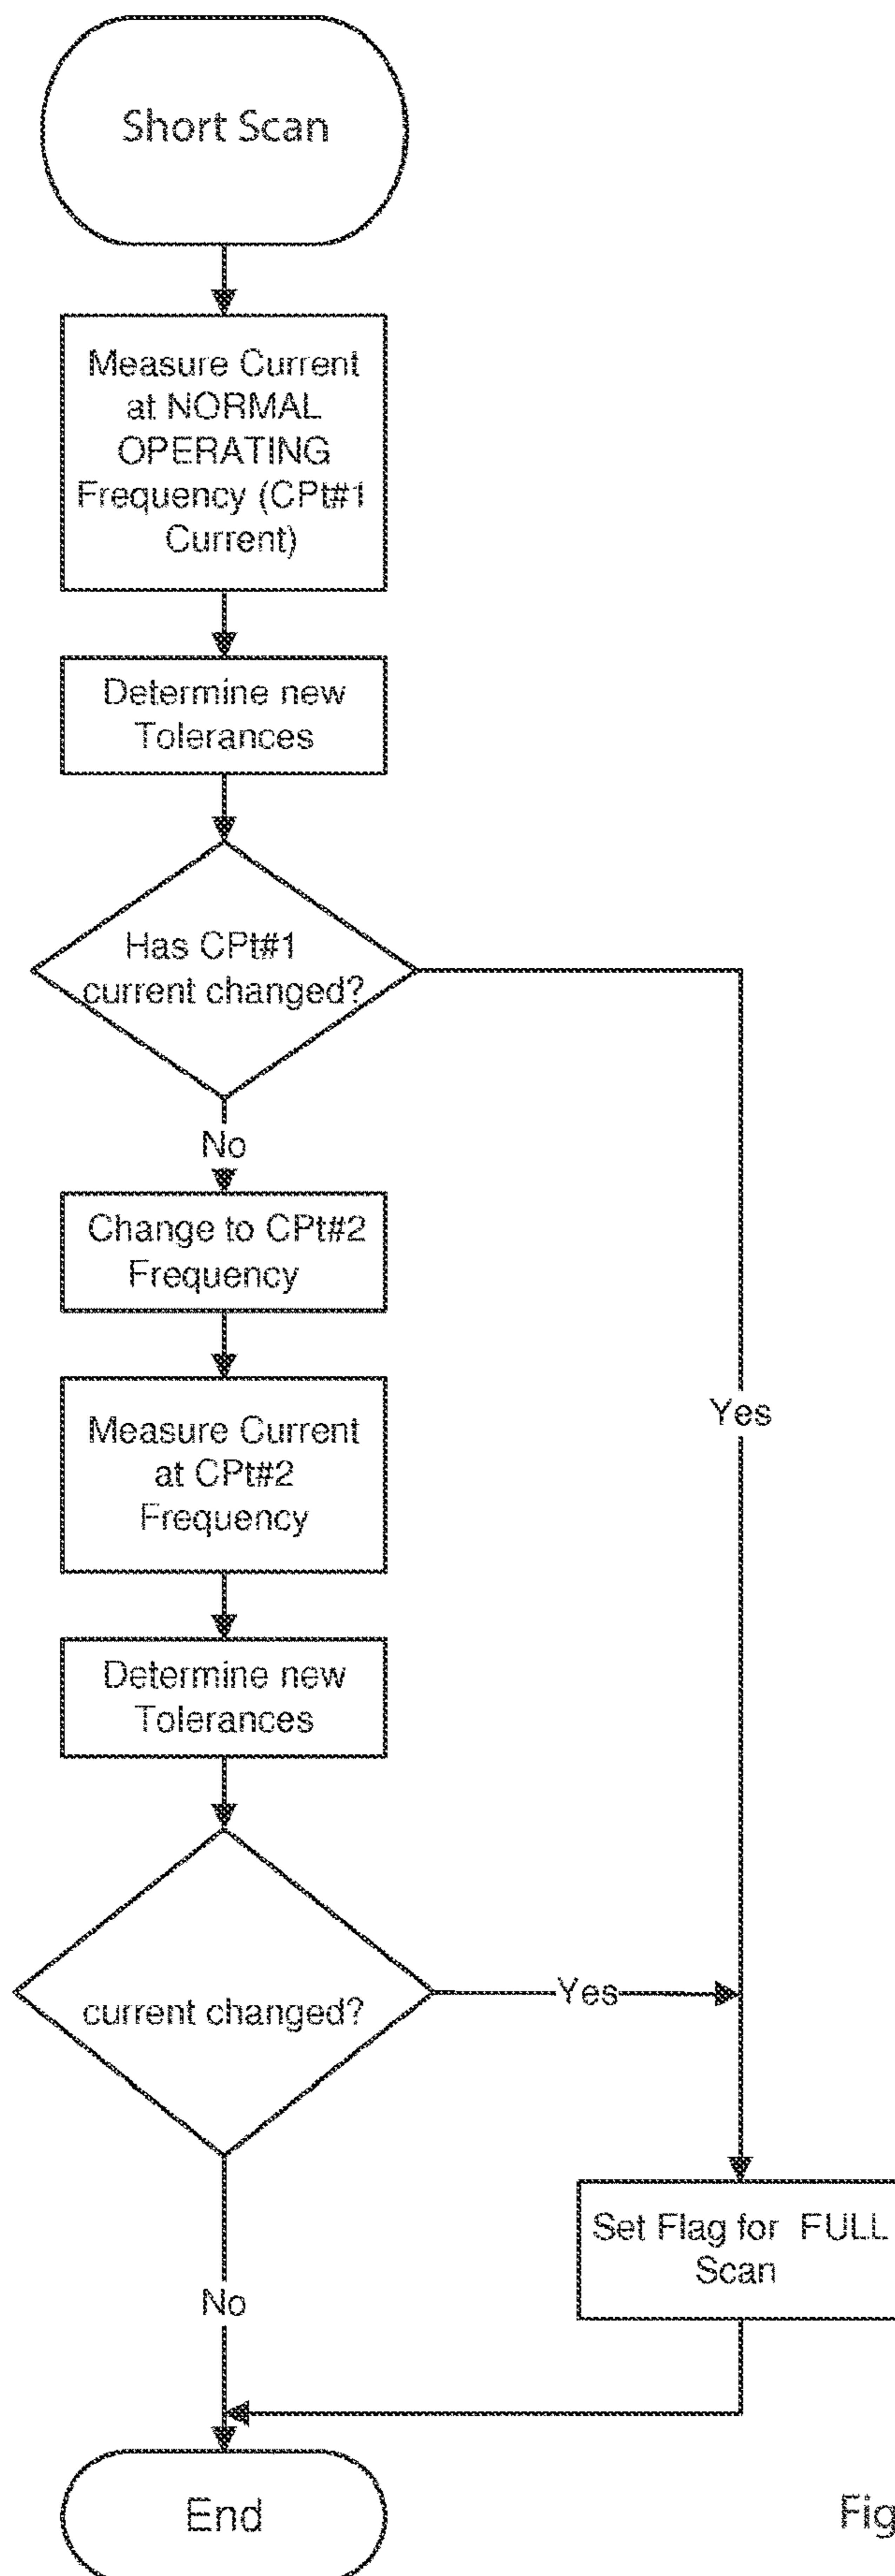 Short Scan
Measure Current
at NORMAL
OPERATING
Frequency (CPt#1
Current)
Determine new
Tolerances
Has CPt#1
current changed?
No
Change to CPt#2
Frequency
Yes
Measure Current
at CPt#2
Frequency
Determine new
Tolerances
current changed?
Yes
Set Flag for FULL
Scan
No
End
Fig